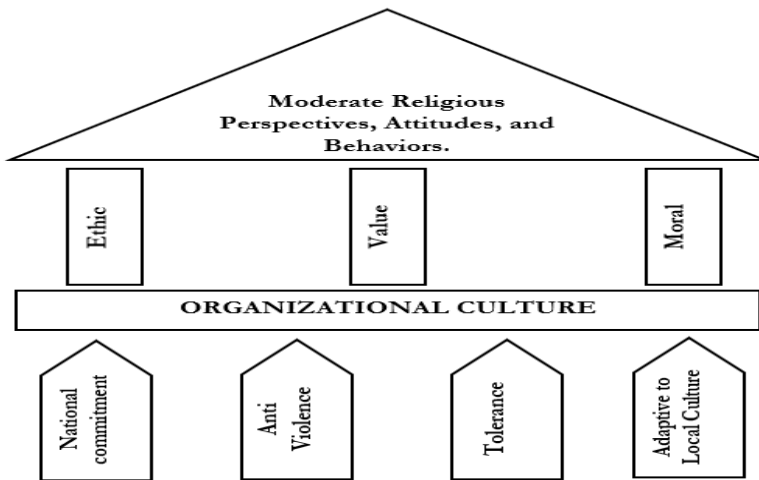 Moderate Religious
Perspectives, Attitudes, and
Behaviors.
Ethic
Value
Moral
ORGANIZATIONAL CULTURE
National
commitment
Anti
Violence
Tolerance
Adaptive to
Local Culture